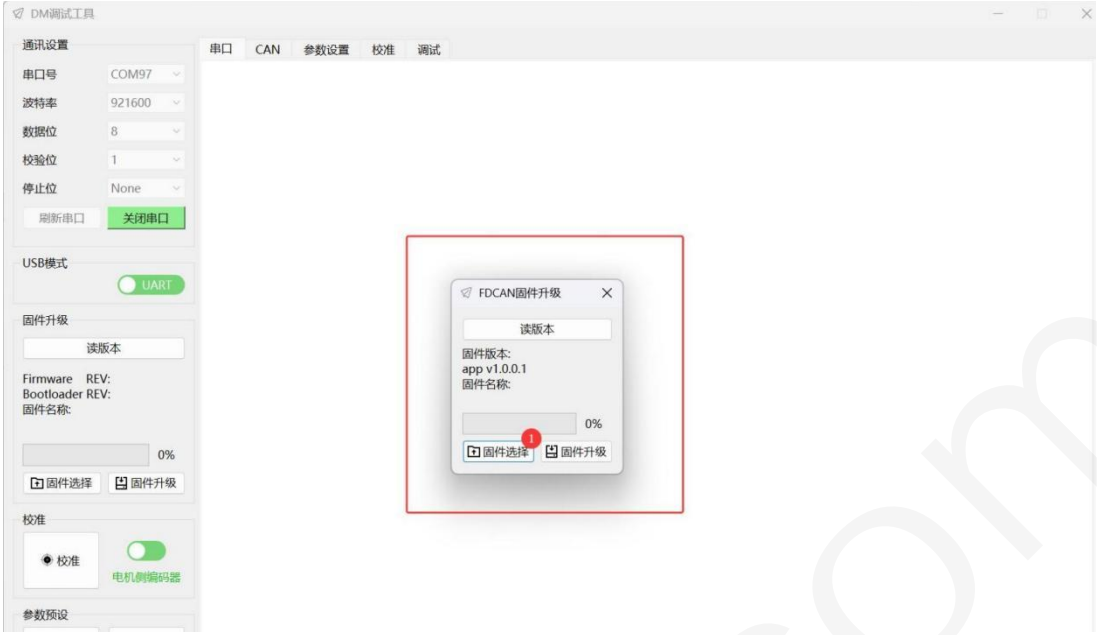 DM调试工具
通讯设置
串口 CAN 参数设置 校准 调试
串口号 COM97
波特率 921600
数据位 8
校验位 1
停止位 None
刷新串口 关闭串口
USB模式
UART
固件升级
读版本
Firmware REV:
Bootloader REV:
固件名称:
0%
固件选择 固件升级
校准
校准
电机侧编码器
参数预设
FDCAN固件升级
读版本
固件版本:
app v1.0.0.1
固件名称:
0%
1
固件选择 固件升级
com